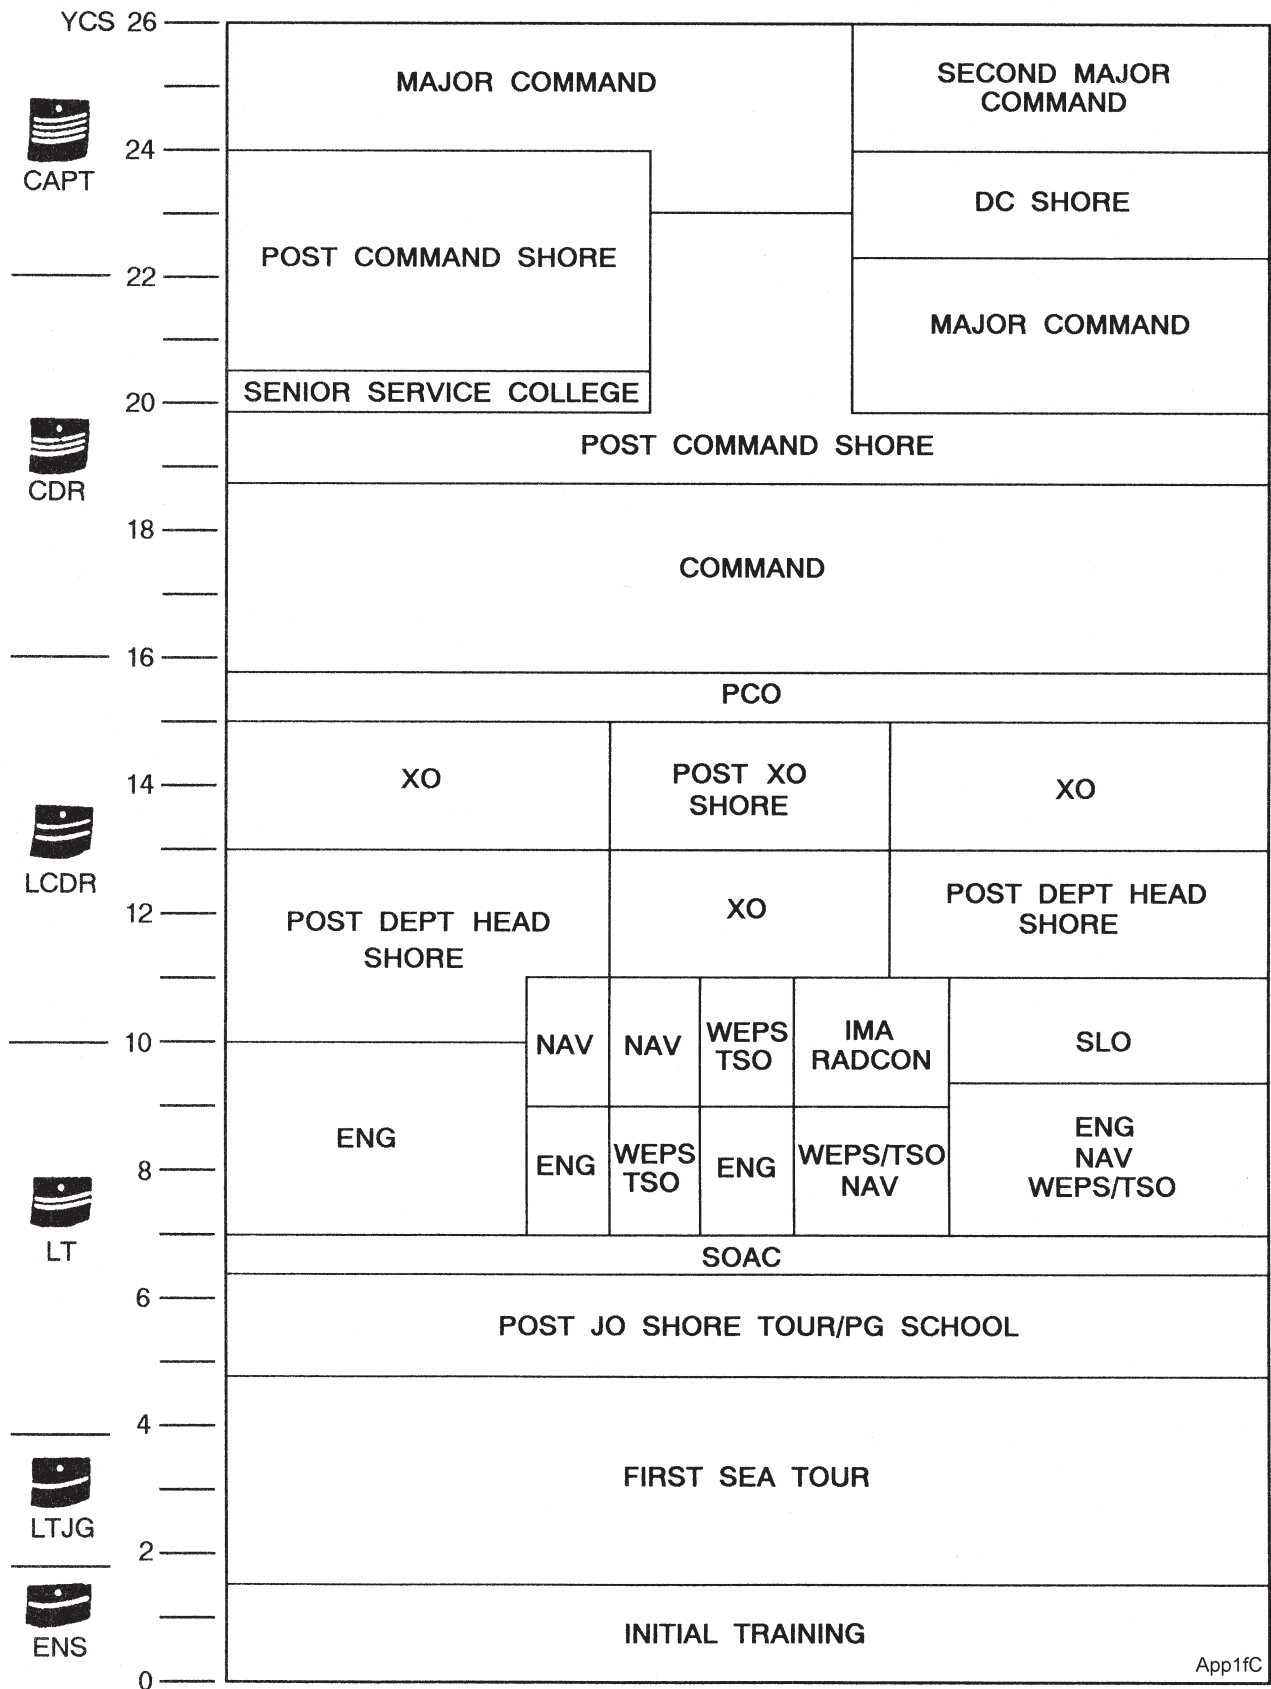 YCS 26
MAJOR COMMAND
SECOND MAJOR
COMMAND
24
CAPT
DC SHORE
POST COMMAND SHORE
22
MAJOR COMMAND
SENIOR SERVICE COLLEGE
20
POST COMMAND SHORE
CDR
18
COMMAND
16
PCO
XO
POST XO
SHORE
XO
14
LCDR
12
POST DEPT HEAD
SHORE
XO
POST DEPT HEAD
SHORE
10
NAV
NAV
WEPS
TSO
IMA
RADCON
SLO
ENG
8
ENG
WEPS
TSO
ENG
WEPS/TSO
NAV
ENG
NAV
WEPS/TSO
LT
SOAC
6
POST JO SHORE TOUR/PG SCHOOL
4
FIRST SEA TOUR
LTJG
2
ENS
INITIAL TRAINING
0
App1fC